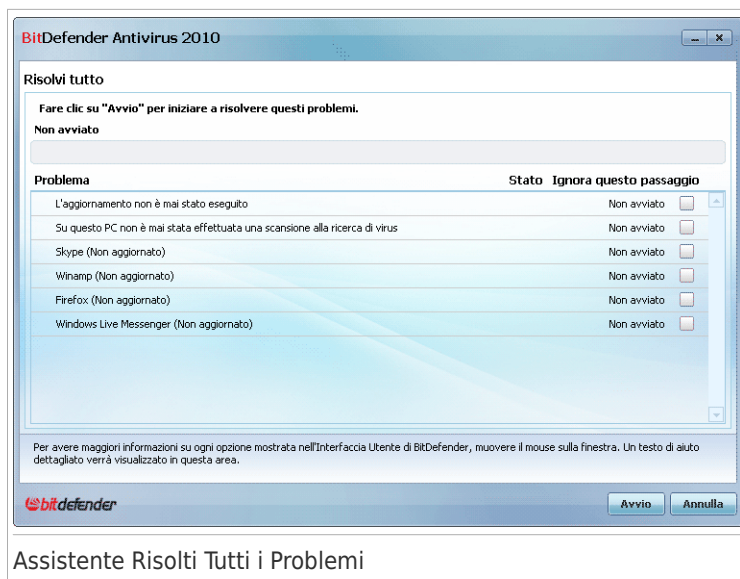 BitDefender Antivirus 2010
Risolvi tutto
Fare clic su "Avvio" per iniziare a risolvere questi problemi.
Non avviato
Problema Stato Ignora questo passaggio
L'aggiornamento non è mai stato eseguito Non avviato
Su questo PC non è mai stata effettuata una scansione alla ricerca di virus Non avviato
Skype (Non aggiornato) Non avviato
Winamp (Non aggiornato) Non avviato
Firefox (Non aggiornato) Non avviato
Windows Live Messenger (Non aggiornato) Non avviato
Per avere maggiori informazioni su ogni opzione mostrata nell'Interfaccia Utente di BitDefender, muovere il mouse sulla finestra. Un testo di aiuto
dettagliato verrà visualizzato in questa area.
bitdefender Avvio Annulla
Assistente Risolti Tutti i Problemi